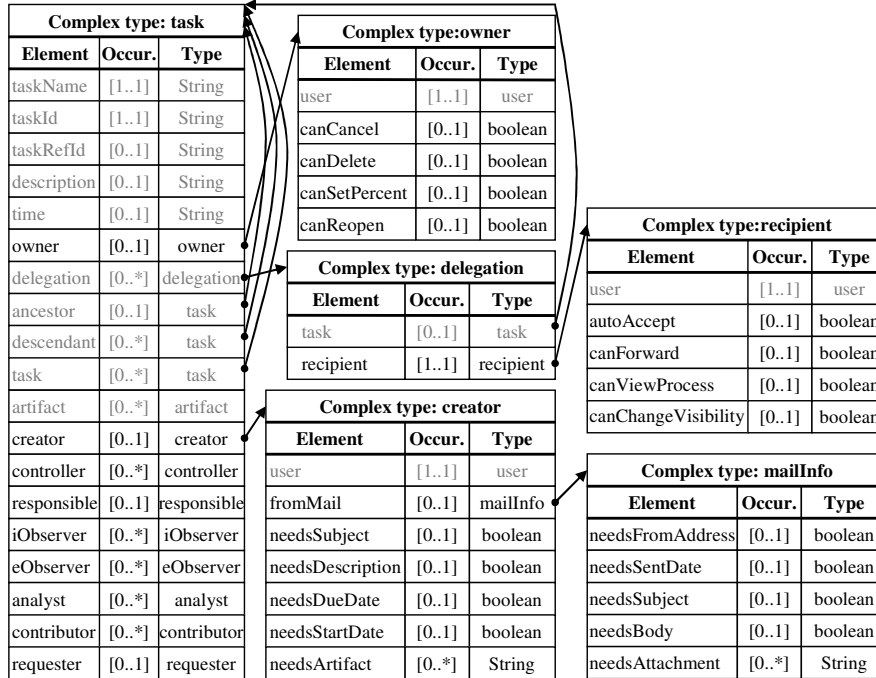 Complex type: task
Element Occur. Type
taskName [1..1] String
taskId [1..1] String
taskRefId [0..1] String
description [0..1] String
time [0..1] String
owner [0..1] owner
delegation [0..*] delegation
ancestor [0..1] task
descendant [0..*] task
task [0..*] task
artifact [0..*] artifact
creator [0..1] creator
controller [0..*] controller
responsible [0..1] responsible
iObserver [0..*] iObserver
eObserver [0..*] eObserver
analyst [0..*] analyst
contributor [0..*] contributor
requester [0..1] requester
Complex type:owner
Element Occur. Type
user [1..1] user
canCancel [0..1] boolean
canDelete [0..1] boolean
canSetPercent [0..1] boolean
canReopen [0..1] boolean
Complex type: delegation
Element Occur. Type
task [0..1] task
recipient [1..1] recipient
Complex type: creator
Element Occur. Type
user [1..1] user
fromMail [0..1] mailInfo
needsSubject [0..1] boolean
needsDescription [0..1] boolean
needsDueDate [0..1] boolean
needsStartDate [0..1] boolean
needsArtifact [0..*] String
Complex type:recipient
Element Occur. Type
user [1..1] user
autoAccept [0..1] boolean
canForward [0..1] boolean
canViewProcess [0..1] boolean
canChangeVisibility [0..1] boolean
Complex type: mailInfo
Element Occur. Type
needsFromAddress [0..1] boolean
needsSentDate [0..1] boolean
needsSubject [0..1] boolean
needsBody [0..1] boolean
needsAttachment [0..*] String